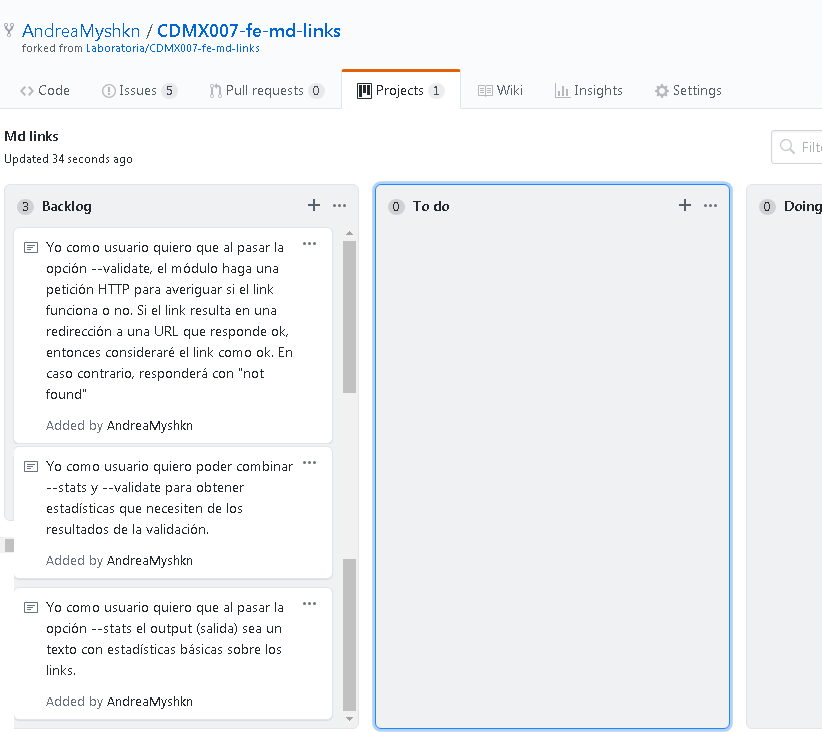 AndreaMyshkn / CDMX007-fe-md-links
forked from Laboratoria/CDMX007-fe-md-links
Code Issues 5 Pull requests 0 Projects 1 Wiki Insights Settings
Md links
Updated 34 seconds ago
Filte
3 Backlog
Yo como usuario quiero que al pasar la
opción --validate, el módulo haga una
petición HTTP para averiguar si el link
funciona o no. Si el link resulta en una
redirección a una URL que responde ok,
entonces consideraré el link como ok. En
caso contrario, responderá con "not
found"
Added by AndreaMyshkn
Yo como usuario quiero poder combinar
--stats y --validate para obtener
estadísticas que necesiten de los
resultados de la validación.
Added by AndreaMyshkn
Yo como usuario quiero que al pasar la
opción --stats el output (salida) sea un
texto con estadísticas básicas sobre los
links.
Added by AndreaMyshkn
0 To do
0 Doing